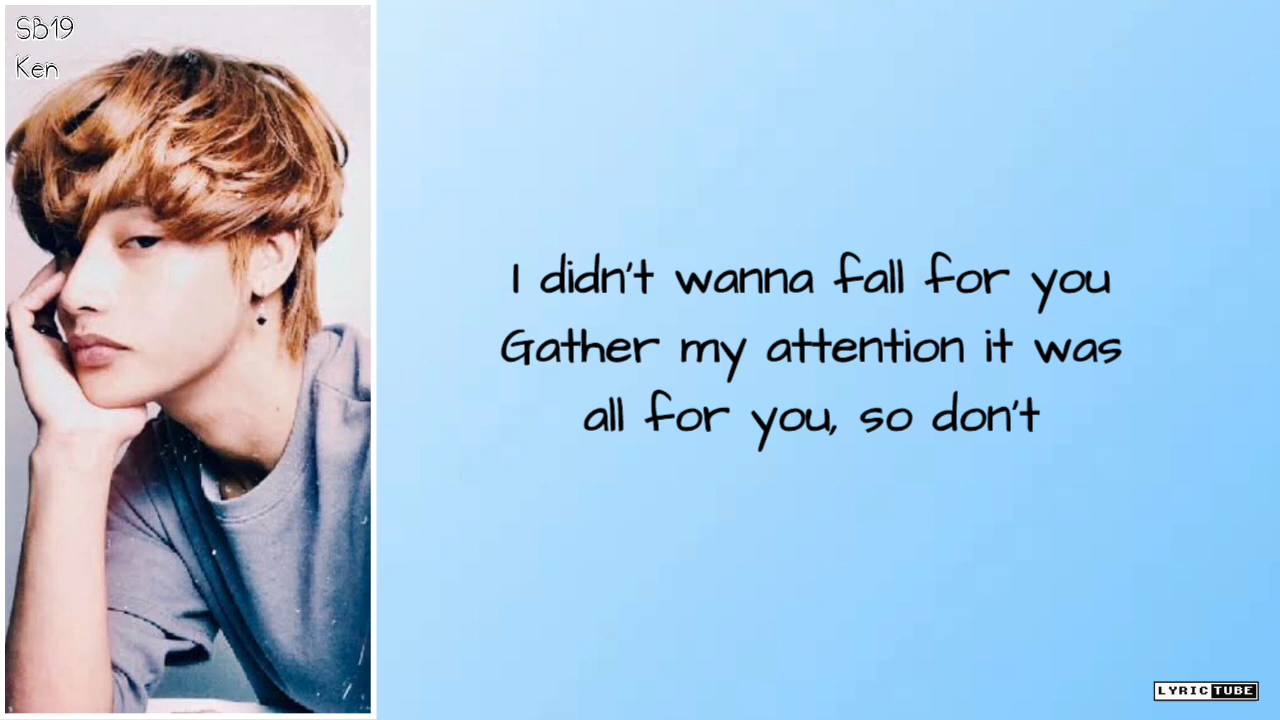 SB19
Ken
I didn't wanna fall for you
Gather my attention it was
all for you, so don't
LYRIC TUBE